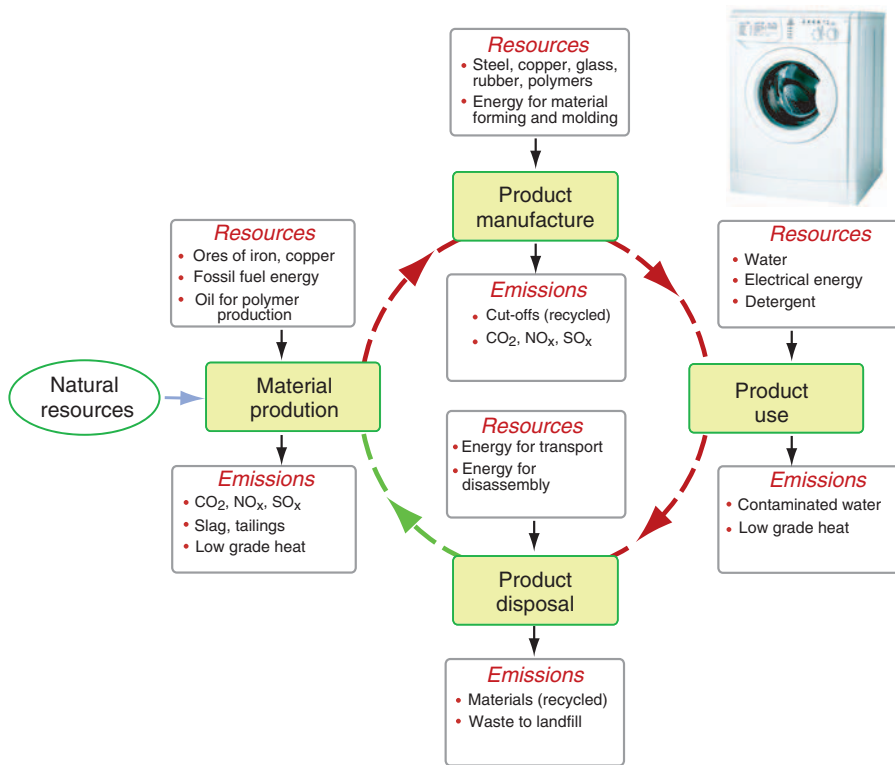 Resources
• Steel, copper, glass,
rubber, polymers
• Energy for material
forming and molding
Product
manufacture
Emissions
• Cut-offs (recycled)
• CO₂, NOₓ, SOₓ
Resources
• Ores of iron, copper
• Fossil fuel energy
• Oil for polymer
production
Natural
resources
Material
prodution
Emissions
• CO₂, NOₓ, SOₓ
• Slag, tailings
• Low grade heat
Resources
• Water
• Electrical energy
• Detergent
Product
use
Emissions
• Contaminated water
• Low grade heat
Resources
• Energy for transport
• Energy for
disassembly
Product
disposal
Emissions
• Materials (recycled)
• Waste to landfill